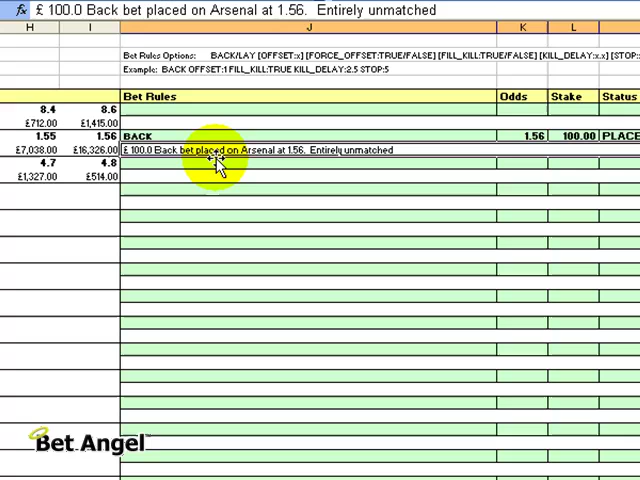 fx £ 100.0 Back bet placed on Arsenal at 1.56. Entirely unmatched
H I J K L
Bet Rules Options: BACK/LAY [OFFSET:x] [FORCE_OFFSET:TRUE/FALSE] [FILL_KILL:TRUE/FALSE] [KILL_DELAY:x.x] [STOP:
Example: BACK OFFSET:1 FILL_KILL:TRUE KILL_DELAY:2.5 STOP:5
Bet Rules Odds Stake Status
8.4 8.6
£712.00 £1,415.00
1.55 1.56 BACK 1.56 100.00 PLACE
£7,038.00 £16,326.00 £ 100.0 Back bet placed on Arsenal at 1.56. Entirely unmatched
4.7 4.8
£1,327.00 £514.00
Bet Angel